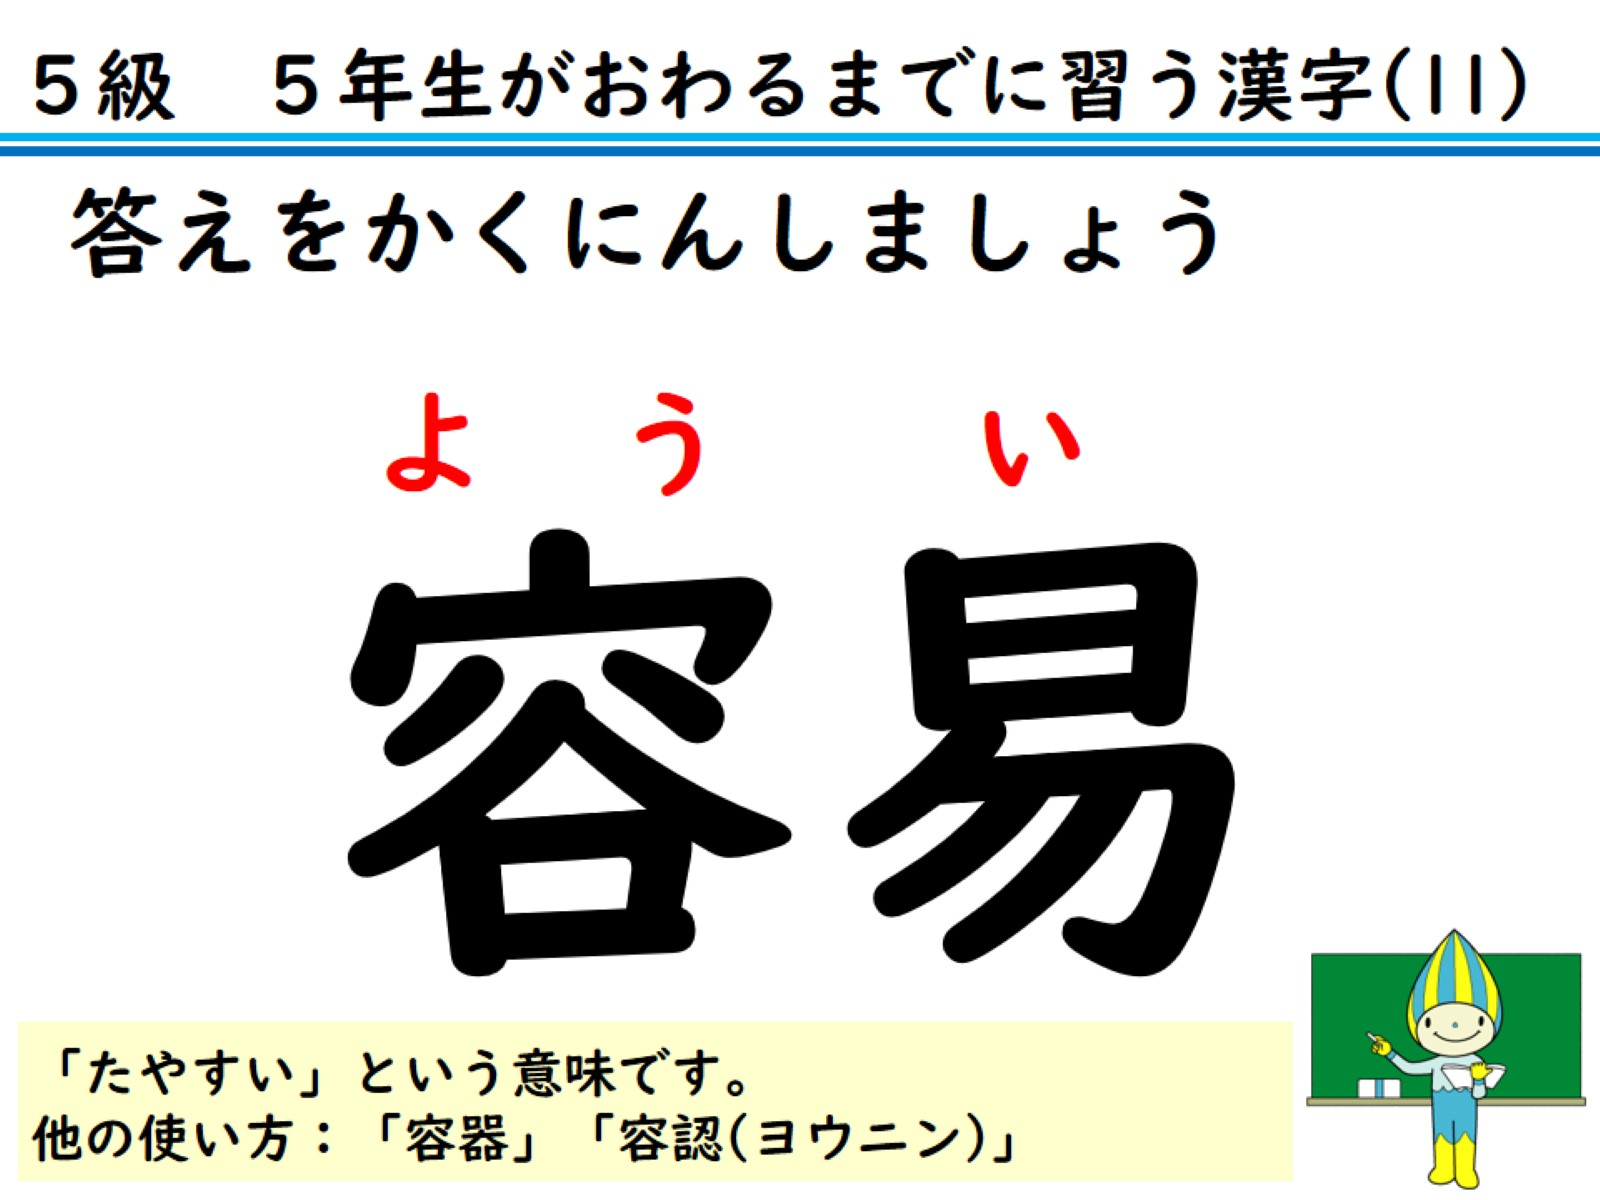 ５級　５年生がおわるまでに習う漢字(11)
答えをかくにんしましょう
よう　い
容易
「たやすい」という意味です。
他の使い方：「容器」「容認(ヨウニン)」